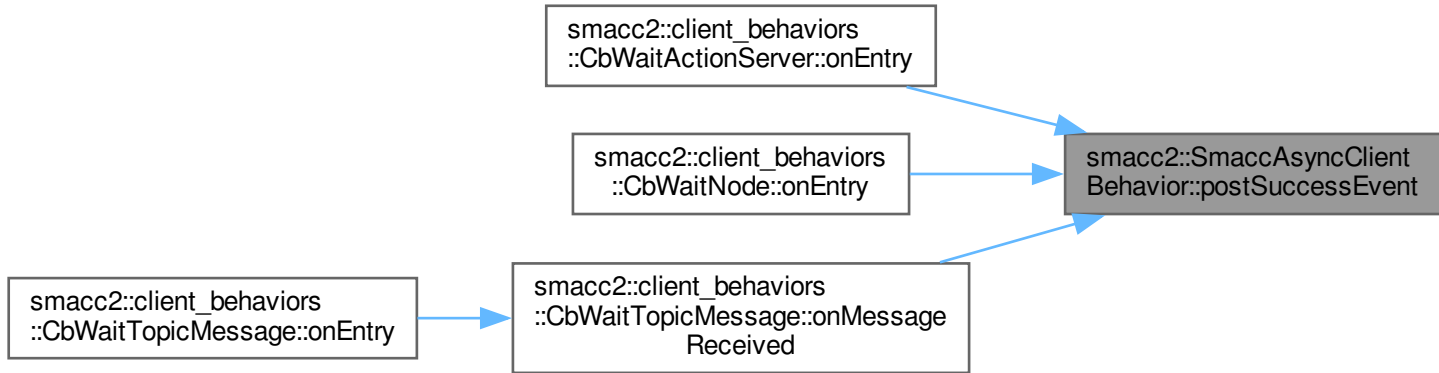 smacc2::client_behaviors
::CbWaitActionServer::onEntry
smacc2::client_behaviors
::CbWaitNode::onEntry
smacc2::SmaccAsyncClient
Behavior::postSuccessEvent
smacc2::client_behaviors
::CbWaitTopicMessage::onEntry
smacc2::client_behaviors
::CbWaitTopicMessage::onMessage
Received